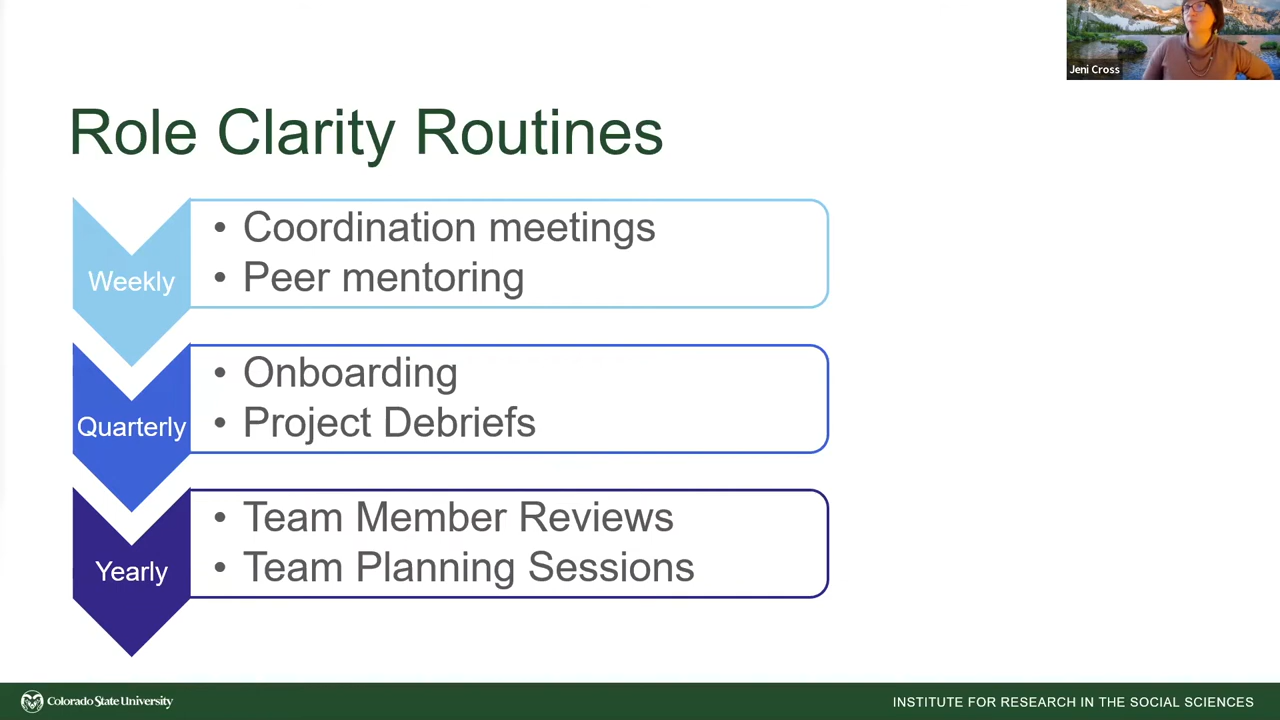 Jeni Cross
Role Clarity Routines
Weekly
• Coordination meetings
• Peer mentoring
Quarterly
• Onboarding
• Project Debriefs
Yearly
• Team Member Reviews
• Team Planning Sessions
Colorado State University
INSTITUTE FOR RESEARCH IN THE SOCIAL SCIENCES